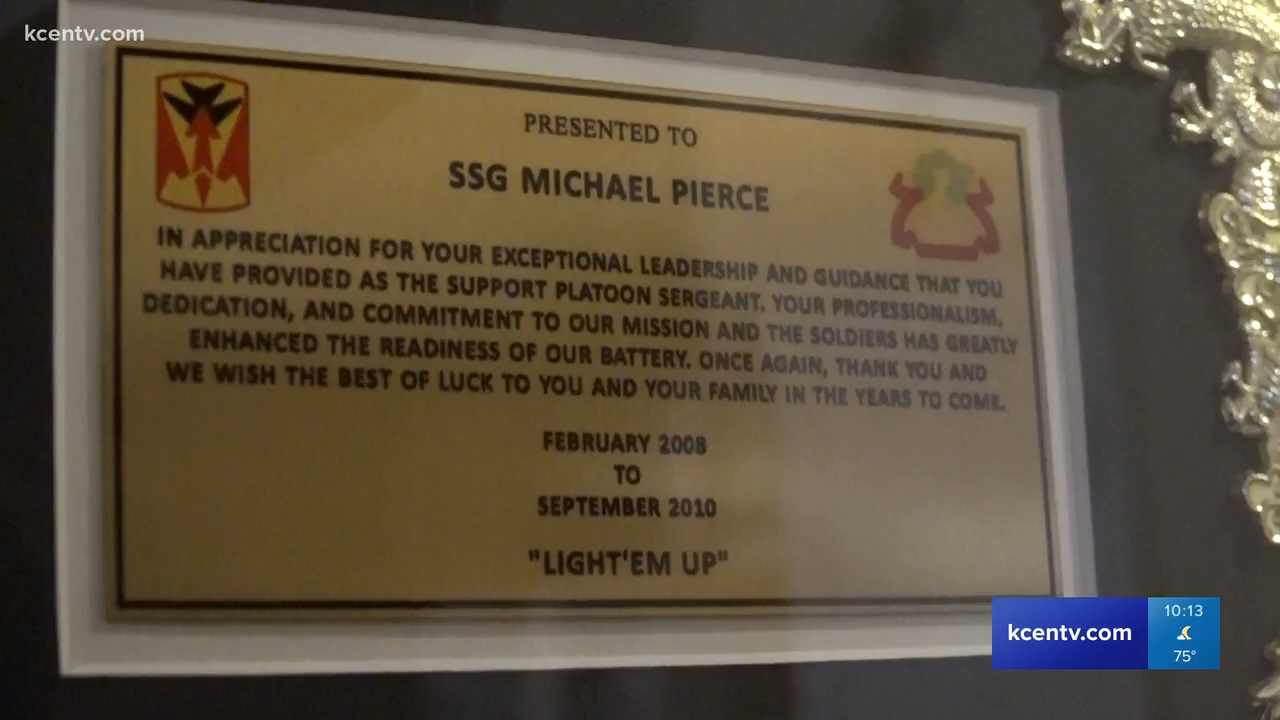 kcentv.com
PRESENTED TO
SSG MICHAEL PIERCE
IN APPRECIATION FOR YOUR EXCEPTIONAL LEADERSHIP AND GUIDANCE THAT YOU
HAVE PROVIDED AS THE SUPPORT PLATOON SERGEANT. YOUR PROFESSIONALISM,
DEDICATION, AND COMMITMENT TO OUR MISSION AND THE SOLDIERS HAS GREATLY
ENHANCED THE READINESS OF OUR BATTERY. ONCE AGAIN, THANK YOU AND
WE WISH THE BEST OF LUCK TO YOU AND YOUR FAMILY IN THE YEARS TO COME.
FEBRUARY 2008
TO
SEPTEMBER 2010
"LIGHT'EM UP"
kcentv.com
10:13
75°